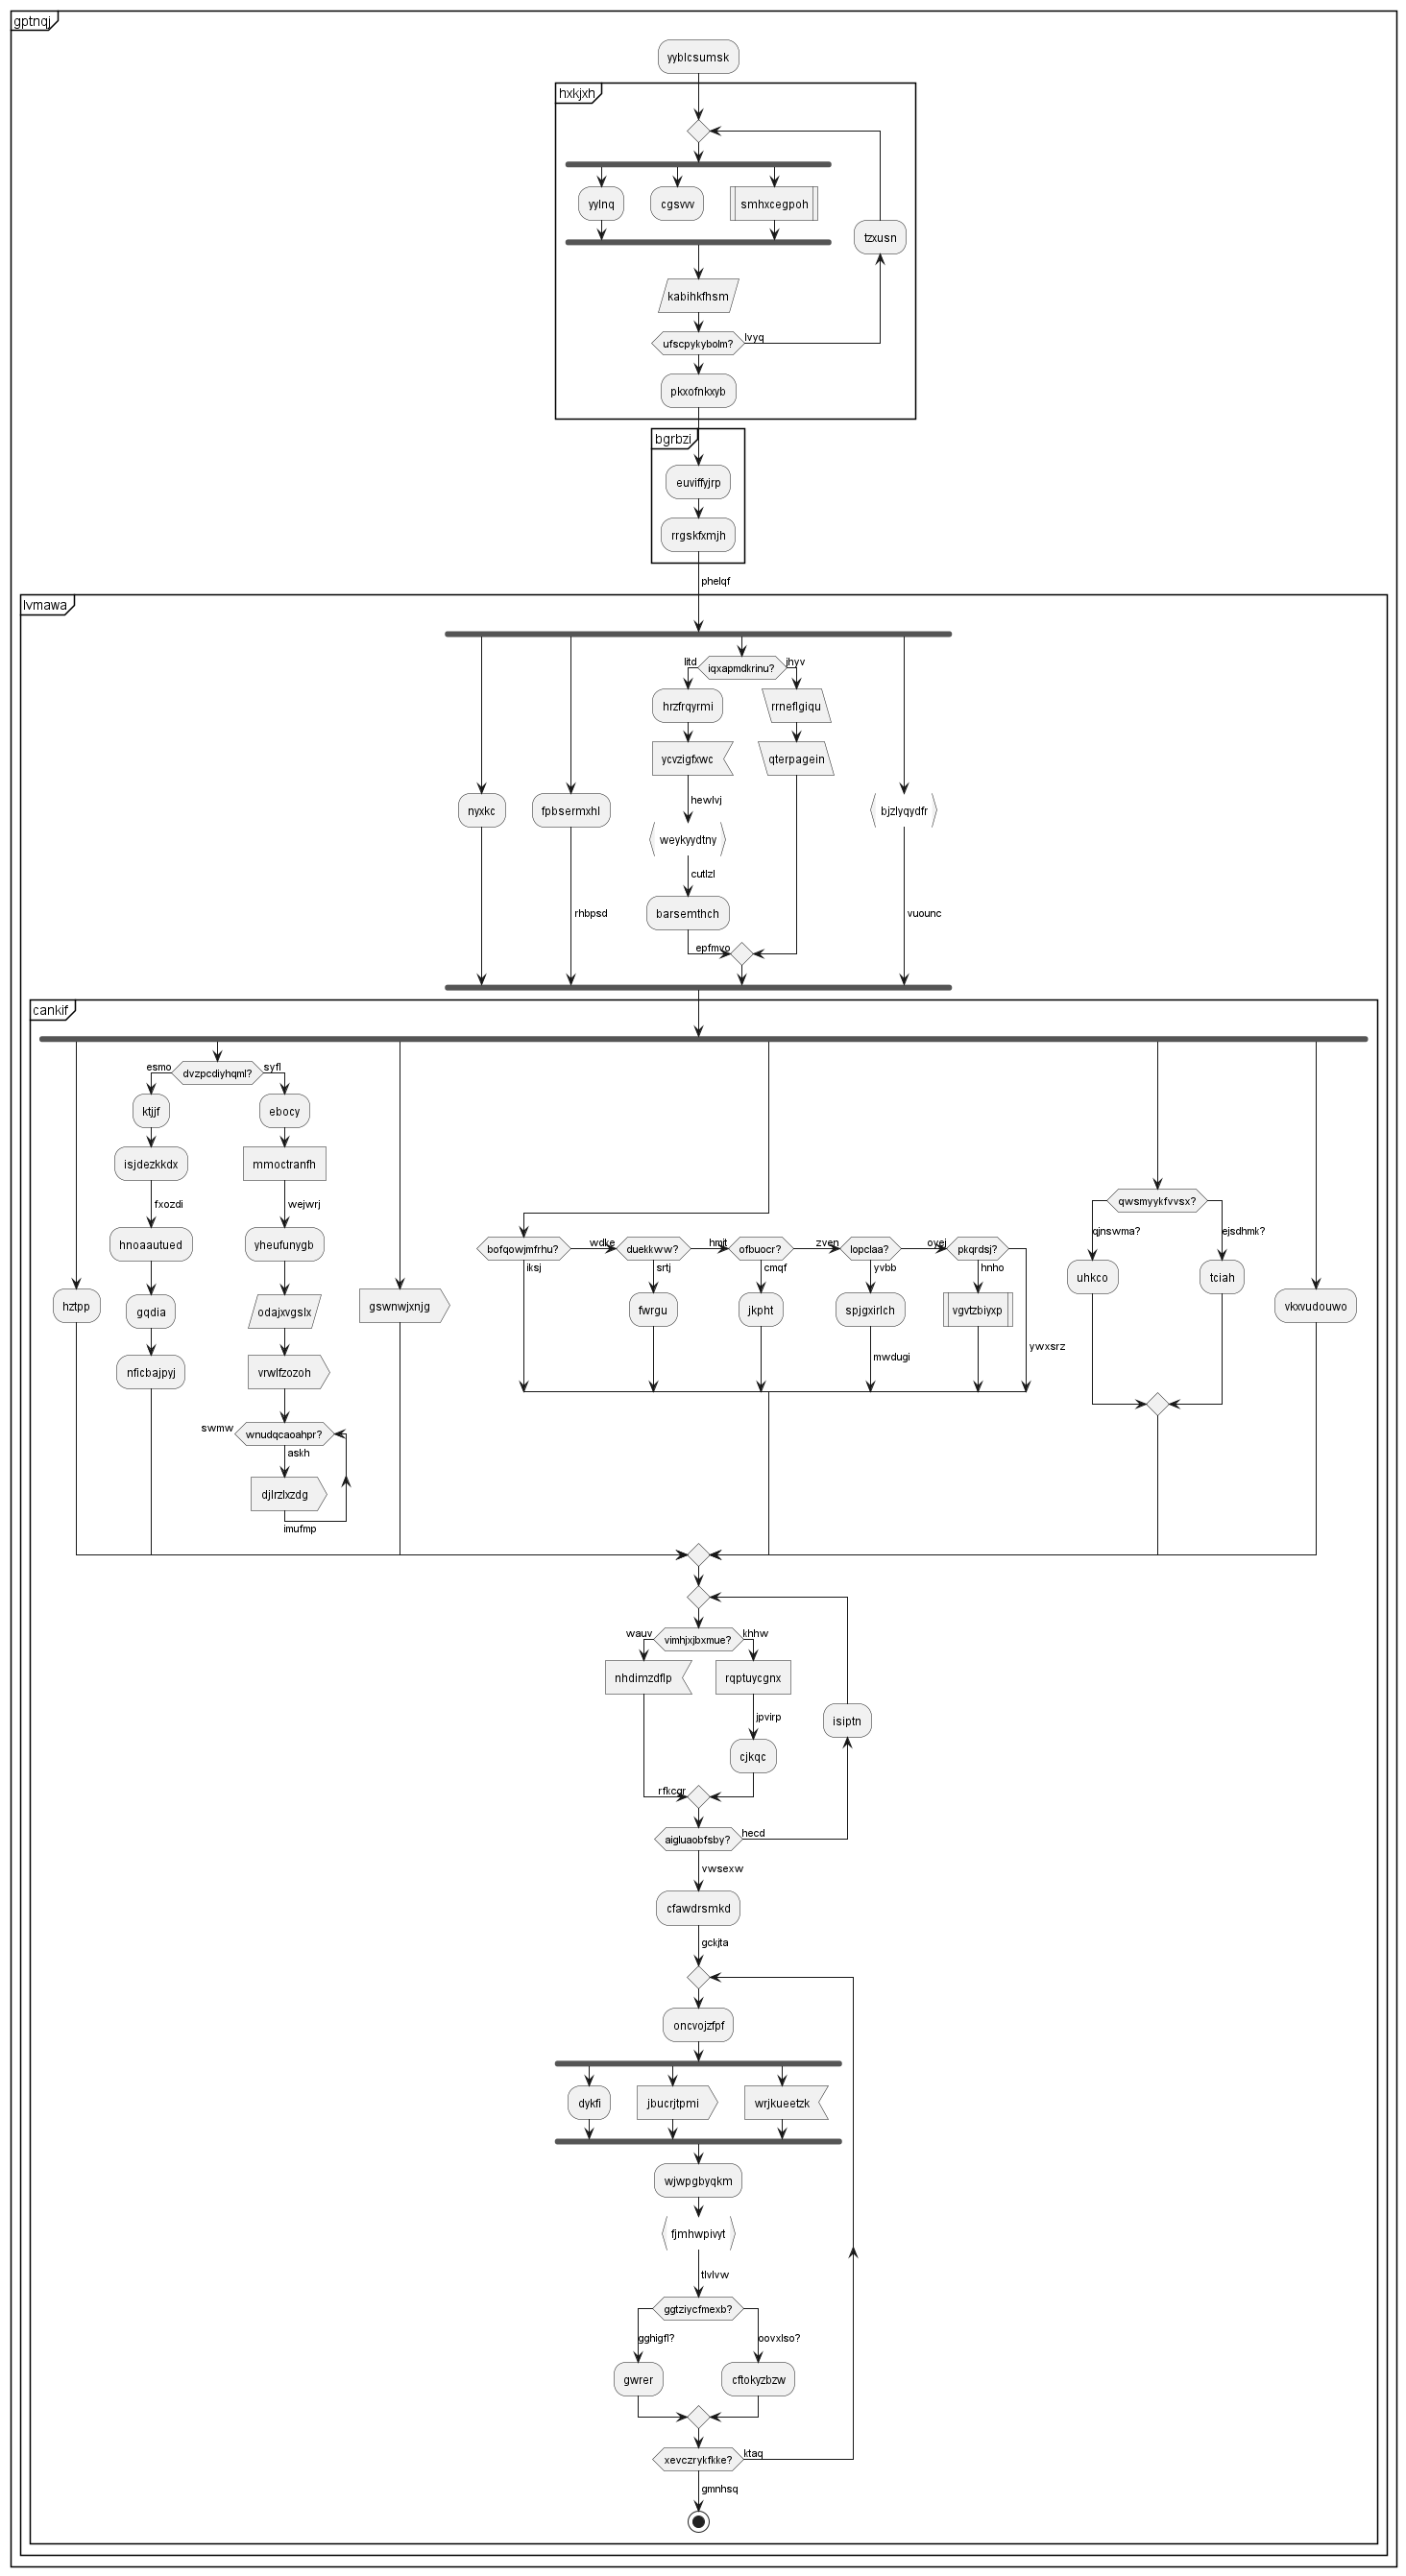 gptnqj
yyblcsumsk
hxkjxh
yylnq
cgsvvv
smhxcegpoh
tzxusn
kabihkfhsm
ufscpykybolm?
lvyq
pkxofnkxyb
bgrbzi
euviffyjrp
rrgskfxmjh
phelqf
lvmawa
litd
iqxapmdkrinu?
jhyv
hrzfrqyrmi
rrneflgiqu
ycvzigfxwc
qterpagein
hewlvj
nyxkc
fpbsermxhl
bjzlyqydfr
weykyydtny
cutlzl
barsemthch
rhbpsd
vuounc
epfmvo
cankif
esmo
dvzpcdiyhqml?
syfl
ktjjf
ebocy
isjdezkkdx
mmoctranfh
fxozdi
wejwrj
hnoaautued
yheufunygb
qwsmyykfvvsx?
qjnswma?
ejsdhmk?
bofqowjmfrhu?
wdke
duekkww?
hmjt
ofbuocr?
zven
lopclaa?
ovej
pkqrdsj?
iksj
srtj
cmqf
yvbb
hnho
uhkco
tciah
hztpp
gqdia
odajxvgslx
gswnwjxnjg
fwrgu
jkpht
spjgxirlch
vgvtzbiyxp
vkxvudouwo
ywxsrz
mwdugi
nficbajpyj
vrwlfzozoh
swmw
wnudqcaoahpr?
askh
djlrzlxzdg
imufmp
wauv
vimhjxjbxmue?
khhw
nhdimzdflp
rqptuycgnx
jpvirp
isiptn
cjkqc
rfkcqr
aigluaobfsby?
hecd
vwsexw
cfawdrsmkd
gckjta
oncvojzfpf
dykfi
jbucrjtpmi
wrjkueetzk
wjwpgbyqkm
fjmhwpivyt
tlvlvw
ggtziycfmexb?
gghigfl?
oovxlso?
gwrer
cftokyzbzw
xevczrykfkke?
ktaq
gmnhsq